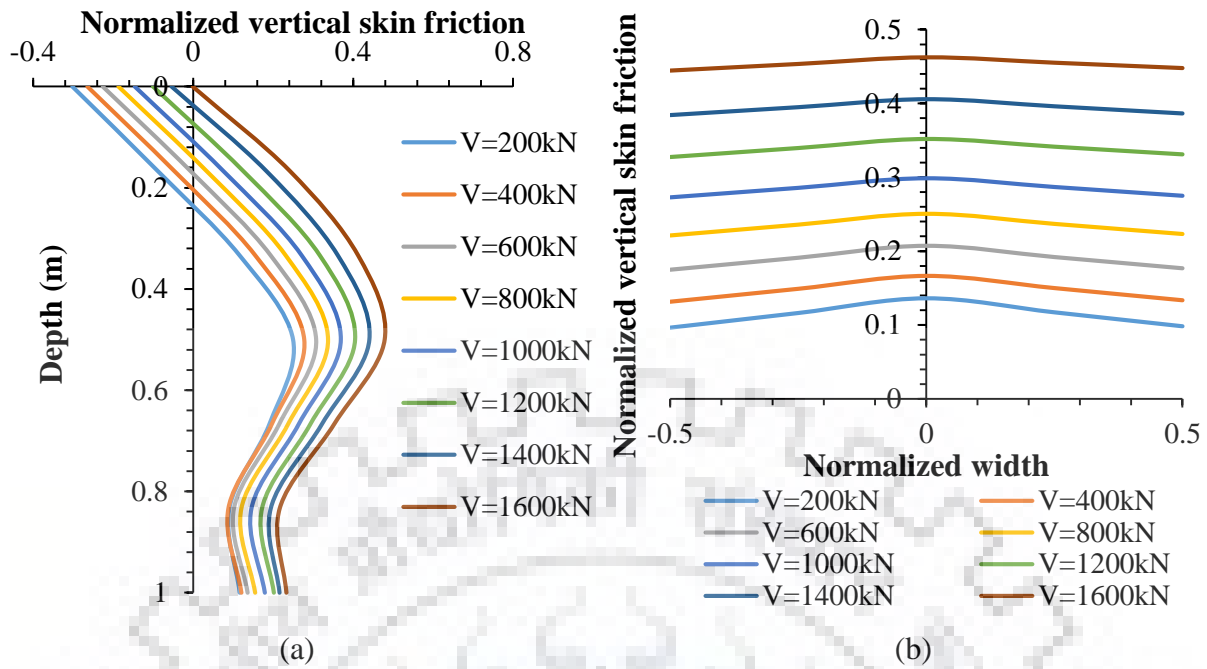 Normalized vertical skin friction
-0.4 0 0.4 0.8
0
0.2
0.4
0.6
0.8
1
Depth (m)
V=200kN
V=400kN
V=600kN
V=800kN
V=1000kN
V=1200kN
V=1400kN
V=1600kN
(a)
Normalized vertical skin friction
0.5
0.4
0.3
0.2
0.1
0
-0.5 0 0.5
Normalized width
V=200kN V=400kN
V=600kN V=800kN
V=1000kN V=1200kN
V=1400kN V=1600kN
(b)